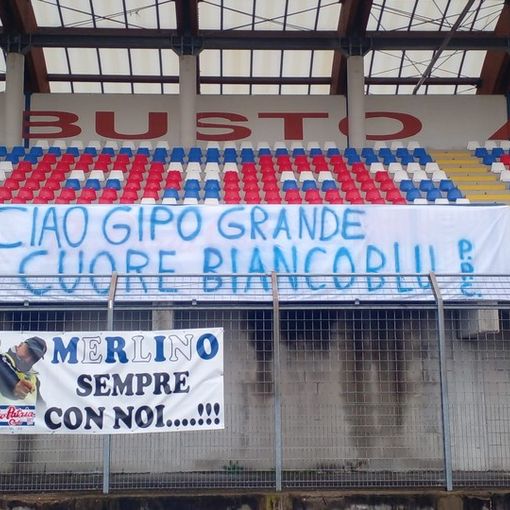 BUSTO A
CIAO GIPO GRANDE
CUORE BIANCOBLU P.D.C.
MERLINO
SEMPRE
CON NOI.....!!!